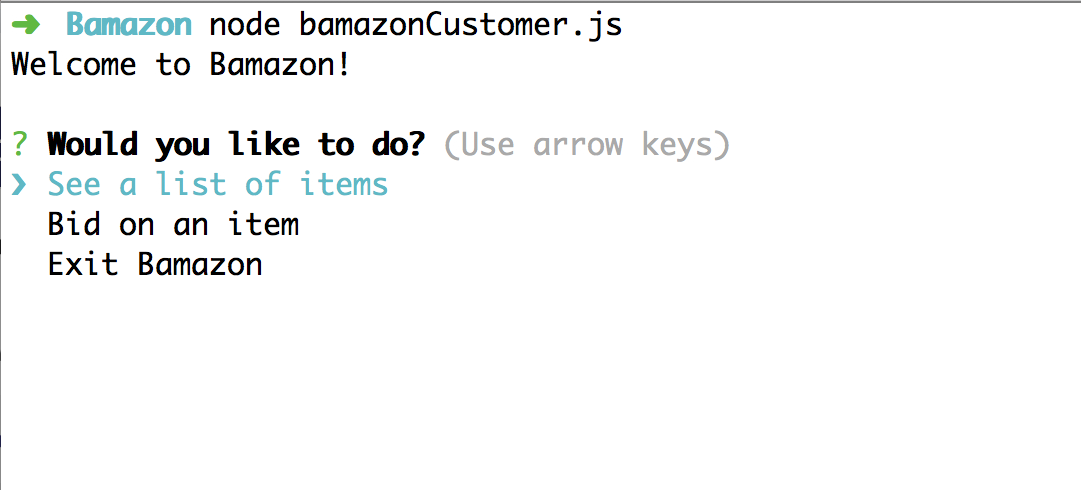 ➜ Bamazon node bamazonCustomer.js
Welcome to Bamazon!
? Would you like to do? (Use arrow keys)
❯ See a list of items
Bid on an item
Exit Bamazon